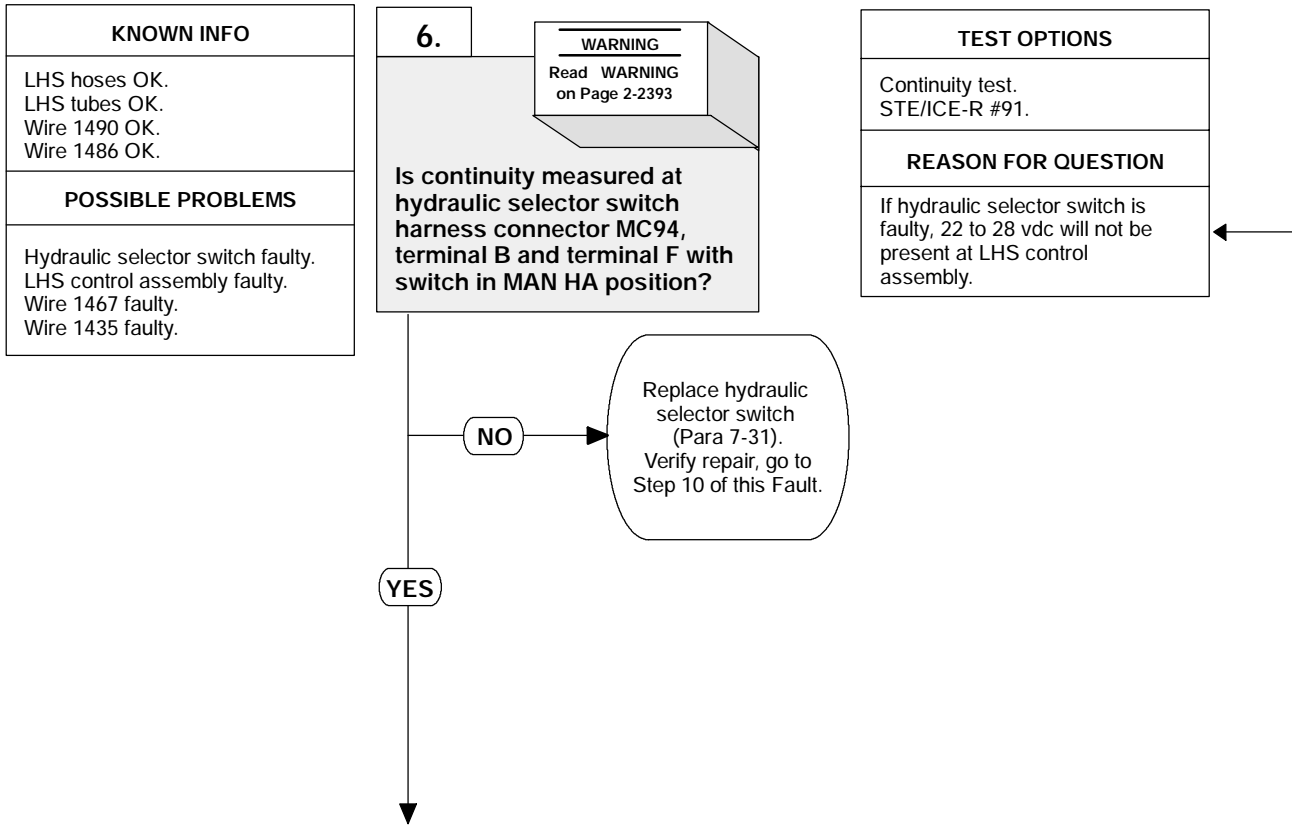 KNOWN INFO
LHS hoses OK.
LHS tubes OK.
Wire 1490 OK.
Wire 1486 OK.
POSSIBLE PROBLEMS
Hydraulic selector switch faulty.
LHS control assembly faulty.
Wire 1467 faulty.
Wire 1435 faulty.
6.
WARNING
Read WARNING
on Page 2-2393
Is continuity measured at
hydraulic selector switch
harness connector MC94,
terminal B and terminal F with
switch in MAN HA position?
TEST OPTIONS
Continuity test.
STE/ICE-R #91.
REASON FOR QUESTION
If hydraulic selector switch is
faulty, 22 to 28 vdc will not be
present at LHS control
assembly.
NO
Replace hydraulic
selector switch
(Para 7-31).
Verify repair, go to
Step 10 of this Fault.
YES